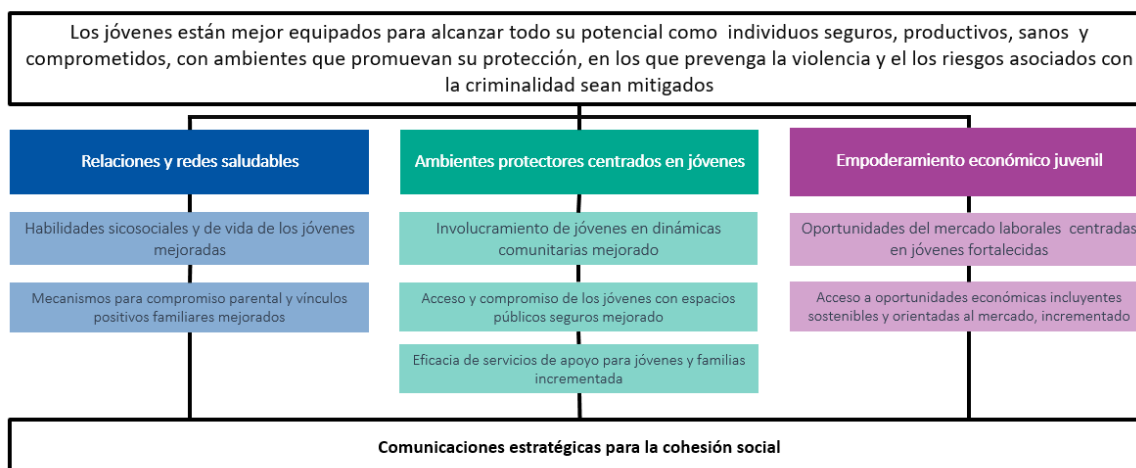 Los jóvenes están mejor equipados para alcanzar todo su potencial como individuos seguros, productivos, sanos y
comprometidos, con ambientes que promuevan su protección, en los que prevenga la violencia y el los riesgos asociados con
la criminalidad sean mitigados
Relaciones y redes saludables
Habilidades sicosociales y de vida de los jóvenes
mejoradas
Mecanismos para compromiso parental y vínculos
positivos familiares mejorados
Ambientes protectores centrados en jóvenes
Involucramiento de jóvenes en dinámicas
comunitarias mejorado
Acceso y compromiso de los jóvenes con espacios
públicos seguros mejorado
Eficacia de servicios de apoyo para jóvenes y familias
incrementada
Empoderamiento económico juvenil
Oportunidades del mercado laborales centradas
en jóvenes fortalecidas
Acceso a oportunidades económicas incluyentes
sostenibles y orientadas al mercado, incrementado
Comunicaciones estratégicas para la cohesión social